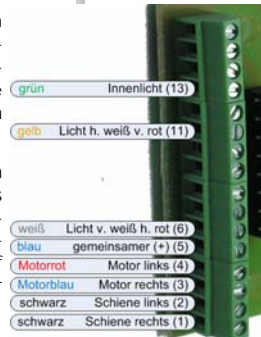 grün Innenlicht (13)
gelb Licht h. weiß v. rot (11)
weiß Licht v. weiß h. rot (6)
blau gemeinsamer (+) (5)
Motorrot Motor links (4)
Motorblau Motor rechts (3)
schwarz Schiene links (2)
schwarz Schiene rechts (1)